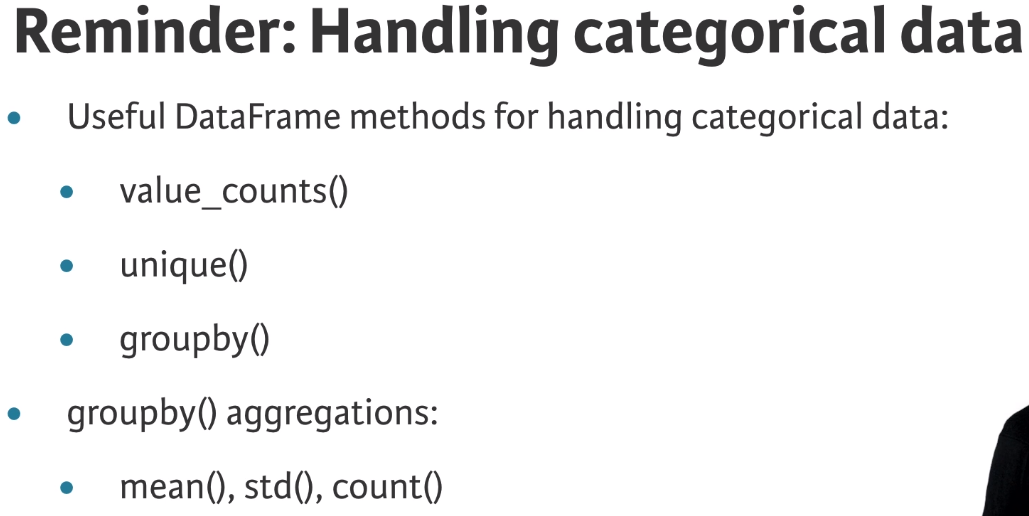 Reminder: Handling categorical data
• Useful DataFrame methods for handling categorical data:
• value_counts()
• unique()
• groupby()
• groupby() aggregations:
• mean(), std(), count()